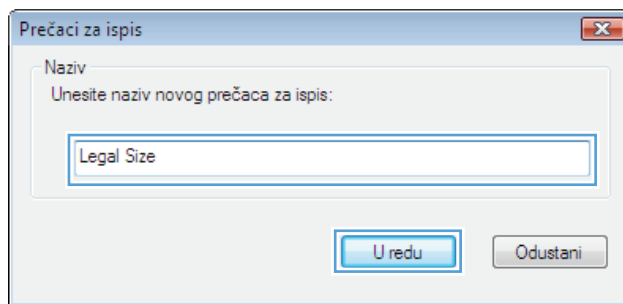 Prečaci za ispis
Naziv
Unesite naziv novog prečaca za ispis:
Legal Size
U redu
Odustani